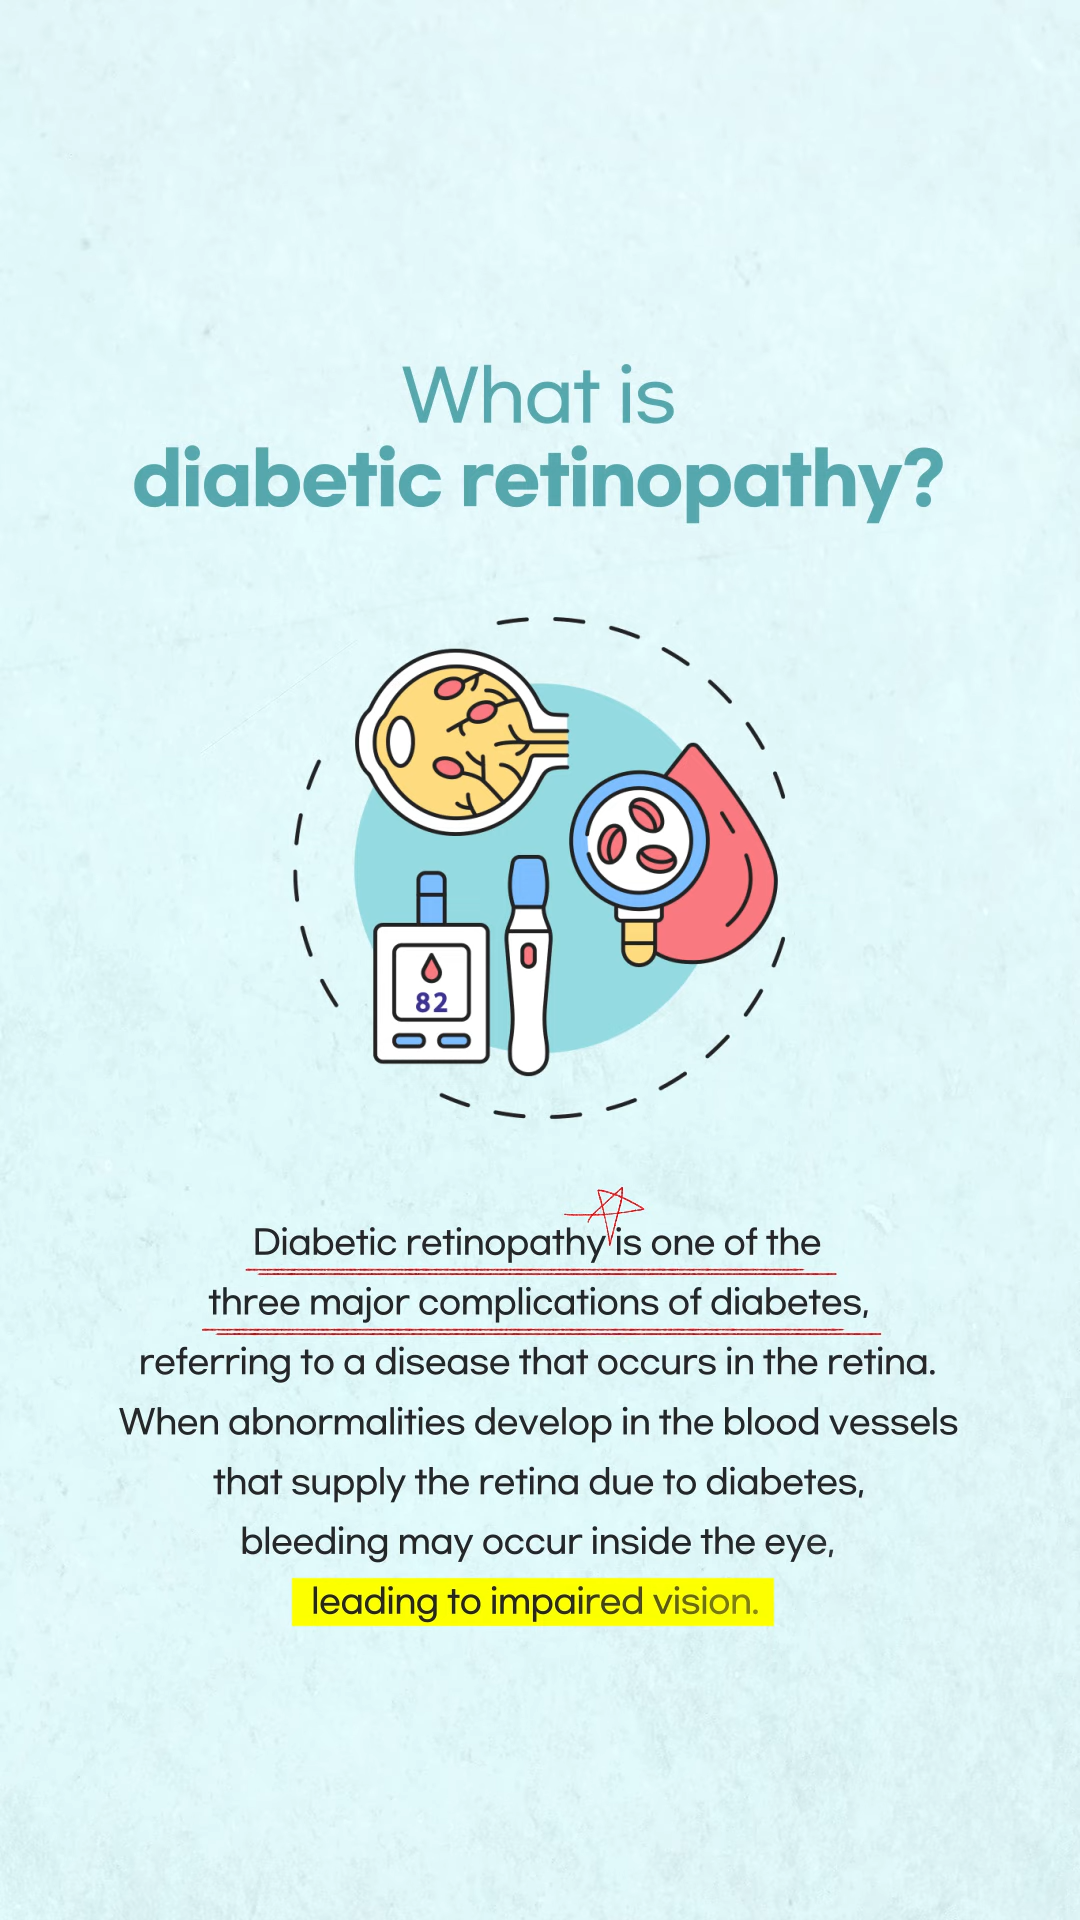 What is
diabetic retinopathy?
82
Diabetic retinopathy is one of the
three major complications of diabetes,
referring to a disease that occurs in the retina.
When abnormalities develop in the blood vessels
that supply the retina due to diabetes,
bleeding may occur inside the eye,
leading to impaired vision.